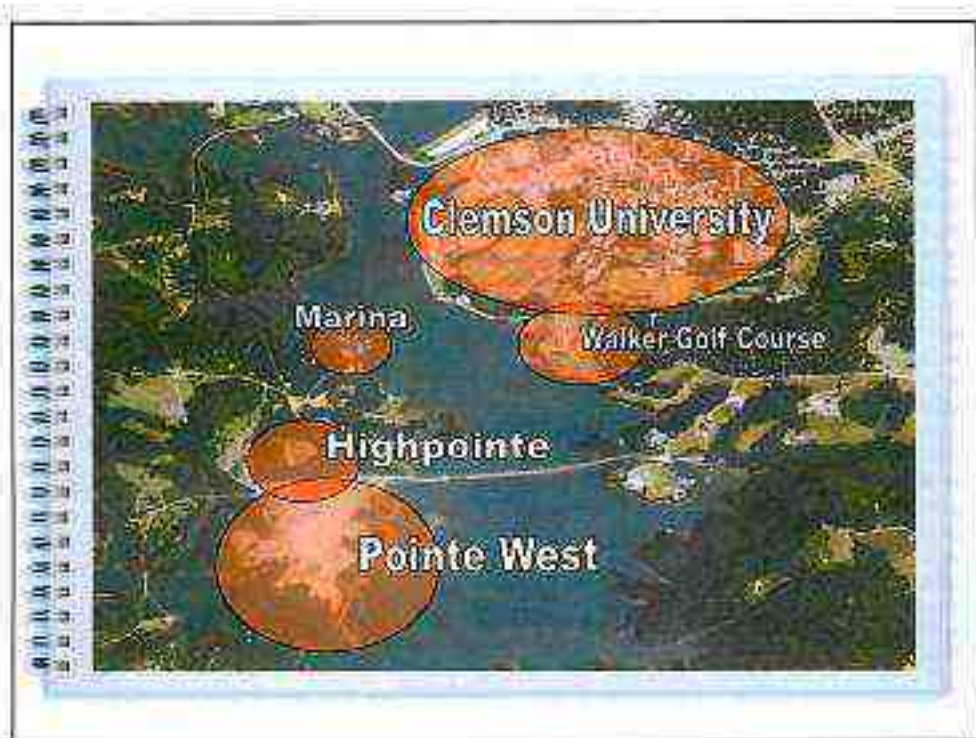 Clemson University
Marina
Walker Golf Course
Highpointe
Pointe West